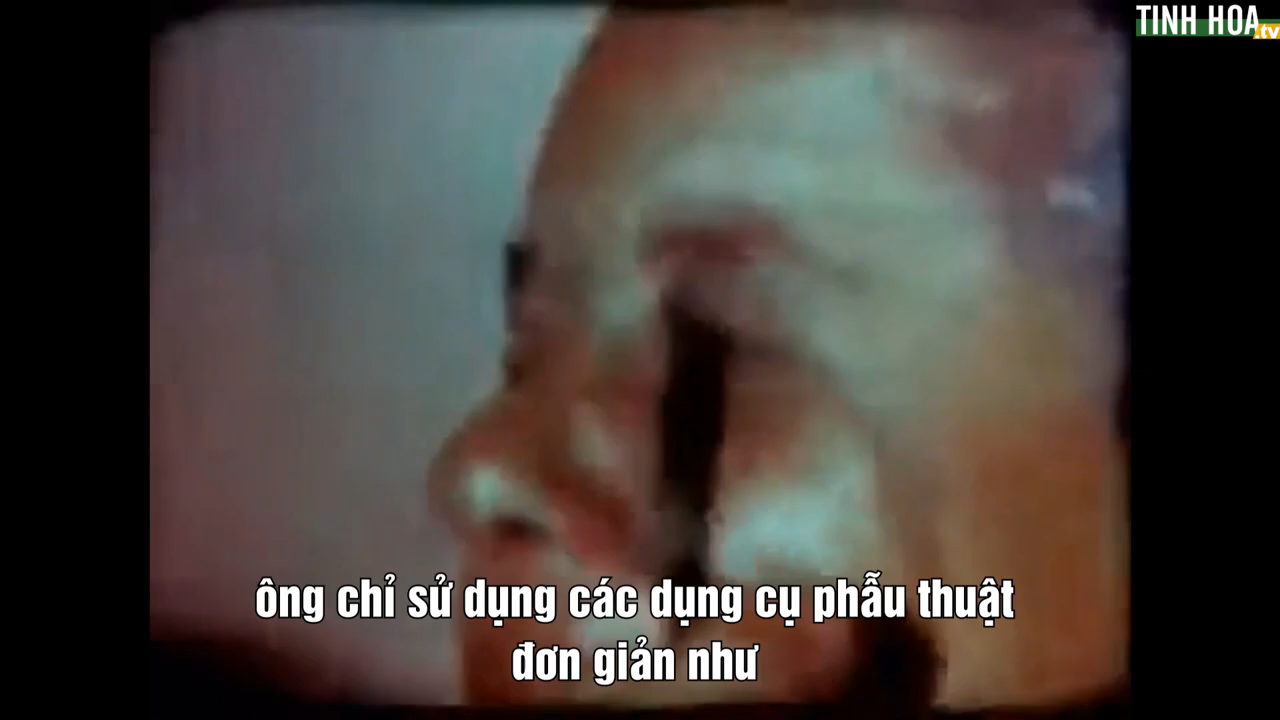 TINH HOA
.tv
ông chỉ sử dụng các dụng cụ phẫu thuật
đơn giản như